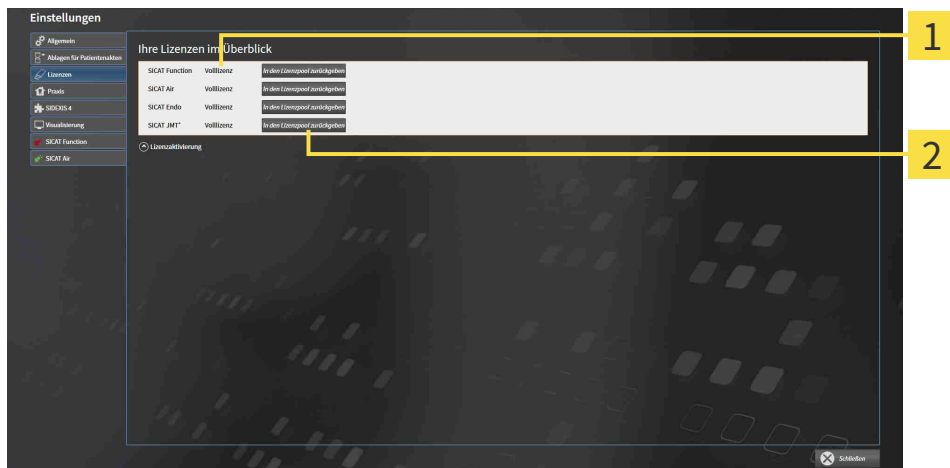 Einstellungen
Allgemein
Ablagen für Patientenakten
Lizenzen
Praxis
SIDEXIS 4
Visualisierung
SICAT Function
SICAT Air
Ihre Lizenzen im Überblick
SICAT Function Volllizenz In den Lizenzpool zurückgeben
SICAT Air Volllizenz In den Lizenzpool zurückgeben
SICAT Endo Volllizenz In den Lizenzpool zurückgeben
SICAT JMT⁺ Volllizenz In den Lizenzpool zurückgeben
Lizenzaktivierung
Schließen
1
2